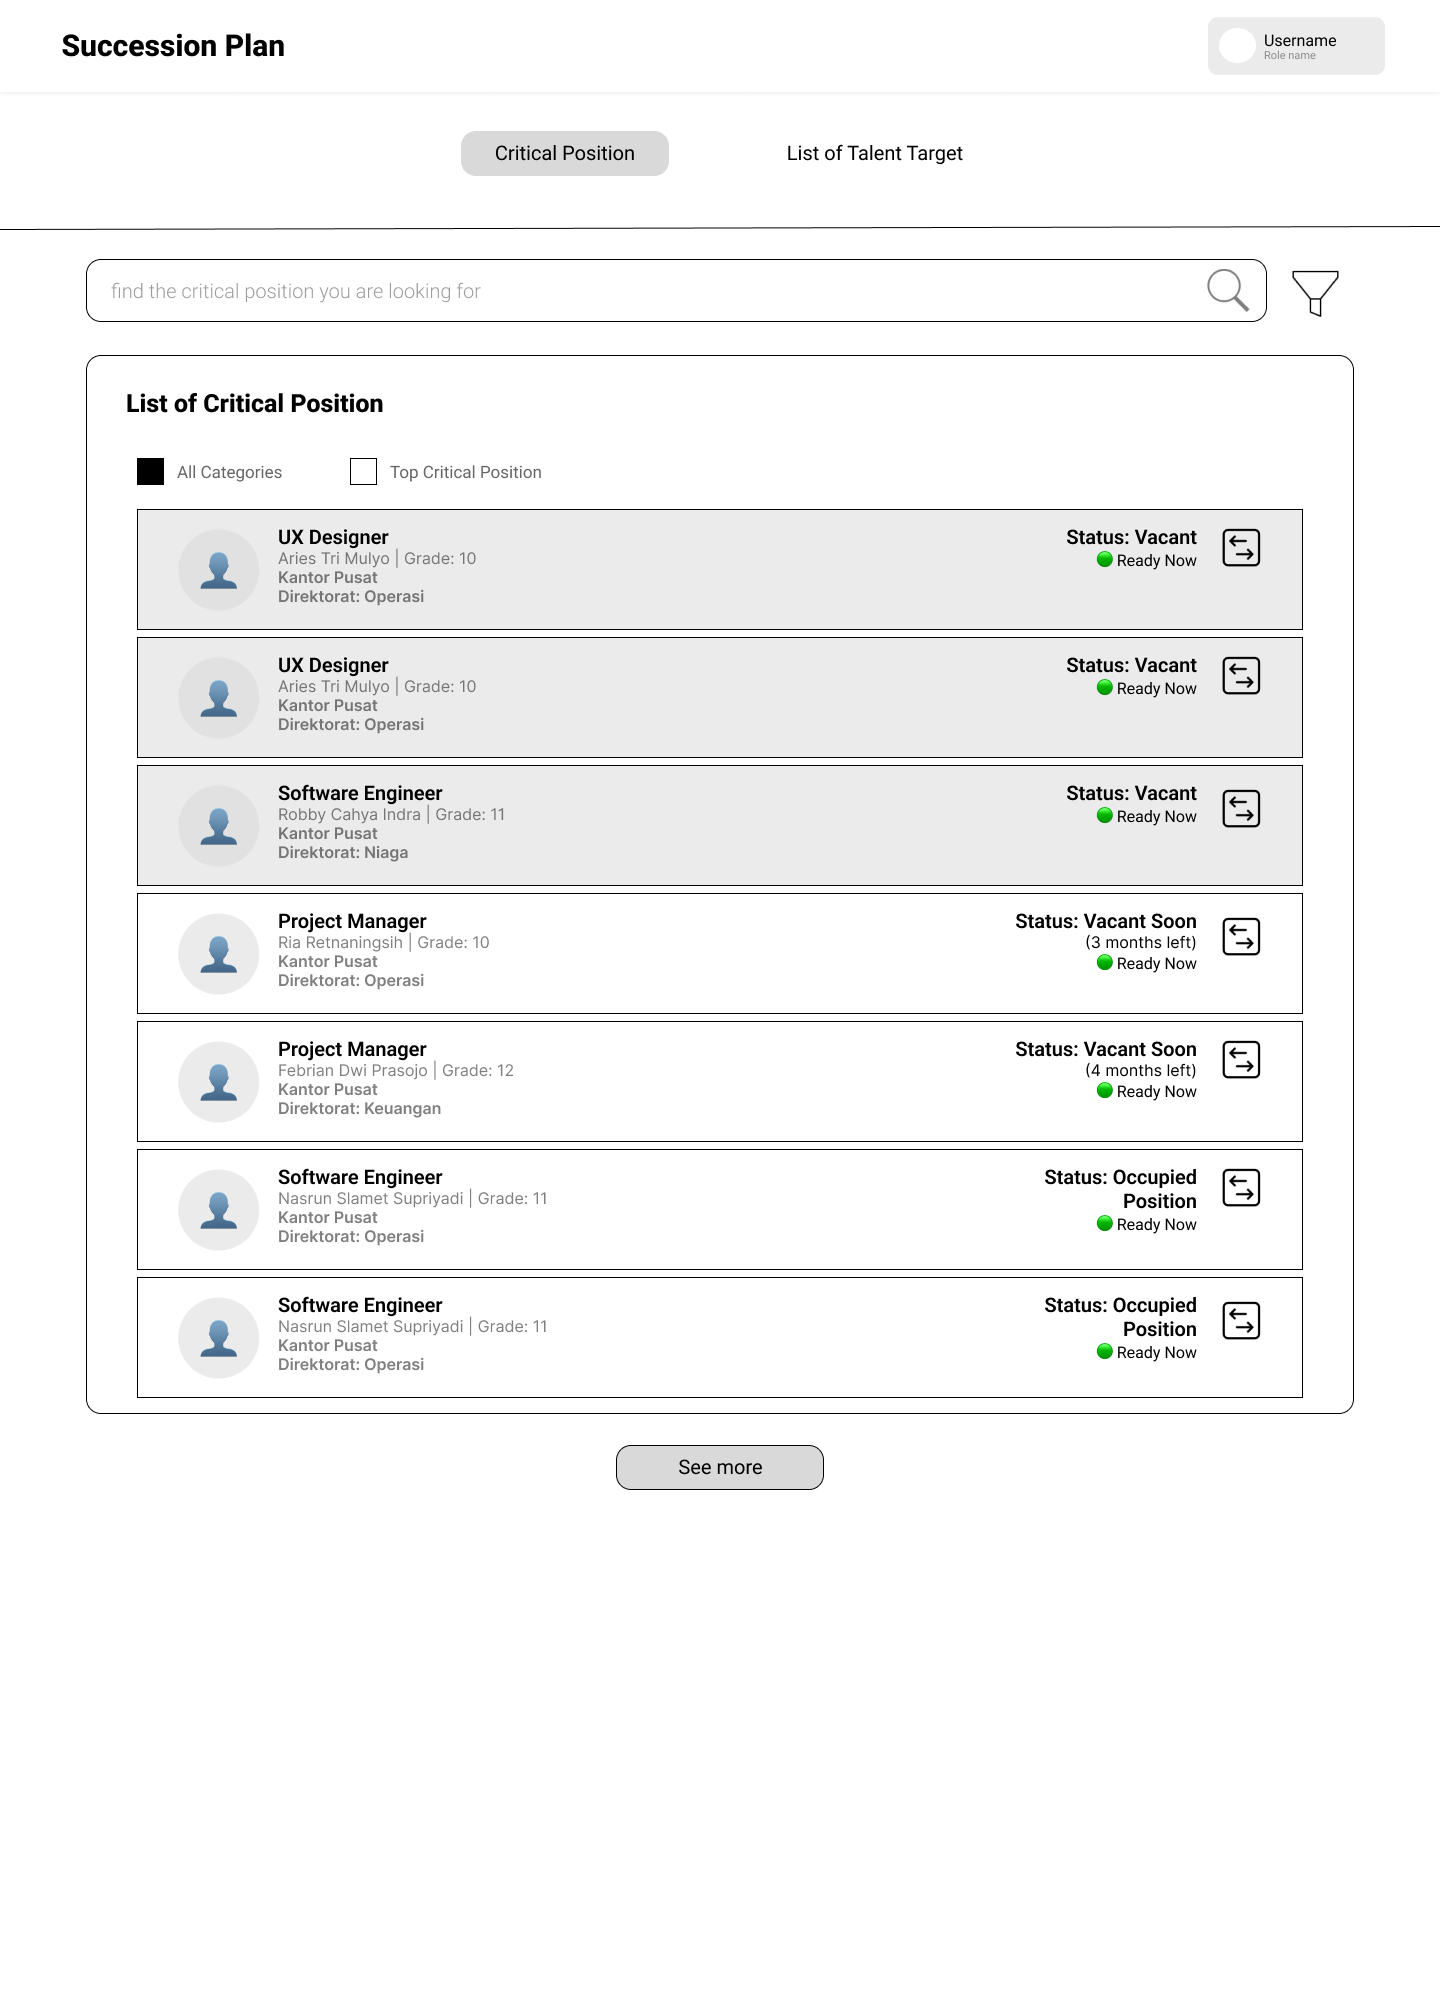 Succession Plan
Username
Role name
Critical Position
List of Talent Target
find the critical position you are looking for
List of Critical Position
All Categories
Top Critical Position
UX Designer
Aries Tri Mulyo | Grade: 10
Kantor Pusat
Direktorat: Operasi
Status: Vacant
Ready Now
UX Designer
Aries Tri Mulyo | Grade: 10
Kantor Pusat
Direktorat: Operasi
Status: Vacant
Ready Now
Software Engineer
Robby Cahya Indra | Grade: 11
Kantor Pusat
Direktorat: Niaga
Status: Vacant
Ready Now
Project Manager
Ria Retnaningsih | Grade: 10
Kantor Pusat
Direktorat: Operasi
Status: Vacant Soon
(3 months left)
Ready Now
Project Manager
Febrian Dwi Prasojo | Grade: 12
Kantor Pusat
Direktorat: Keuangan
Status: Vacant Soon
(4 months left)
Ready Now
Software Engineer
Nasrun Slamet Supriyadi | Grade: 11
Kantor Pusat
Direktorat: Operasi
Status: Occupied
Position
Ready Now
Software Engineer
Nasrun Slamet Supriyadi | Grade: 11
Kantor Pusat
Direktorat: Operasi
Status: Occupied
Position
Ready Now
See more